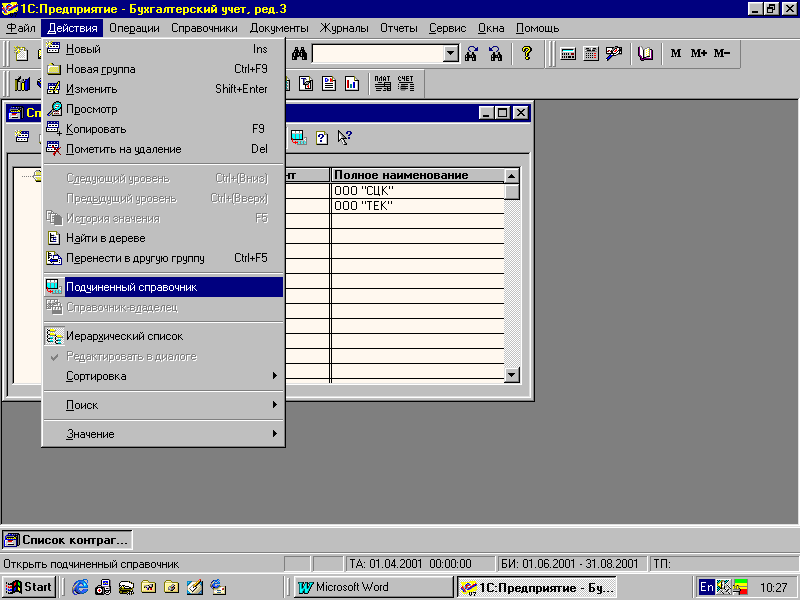 1С:Предприятие - Бухгалтерский учет, ред.3
Файл Действия Операции Справочники Документы Журналы Отчеты Сервис Окна Помощь
Новый Ins
Новая группа Ctrl+F9
Изменить Shift+Enter
Просмотр
Копировать F9
Пометить на удаление Del
Следующий уровень Ctrl+(Вниз)
Предыдущий уровень Ctrl+(Вверх)
История значения F5
Найти в дереве
Перенести в другую группу Ctrl+F5
Подчиненный справочник
Справочник-владелец
Иерархический список
Редактировать в диалоге
Сортировка
Поиск
Значение
M M+ M-
ПЛАТ СЧЕТ
Сп
нт Полное наименование
ООО "СЦК"
ООО "ТЕК"
Список контраг...
Открыть подчиненный справочник ТА: 01.04.2001 00:00:00 БИ: 01.06.2001 - 31.08.2001 ТП:
Start Microsoft Word 1С:Предприятие - Бу... En 10:27